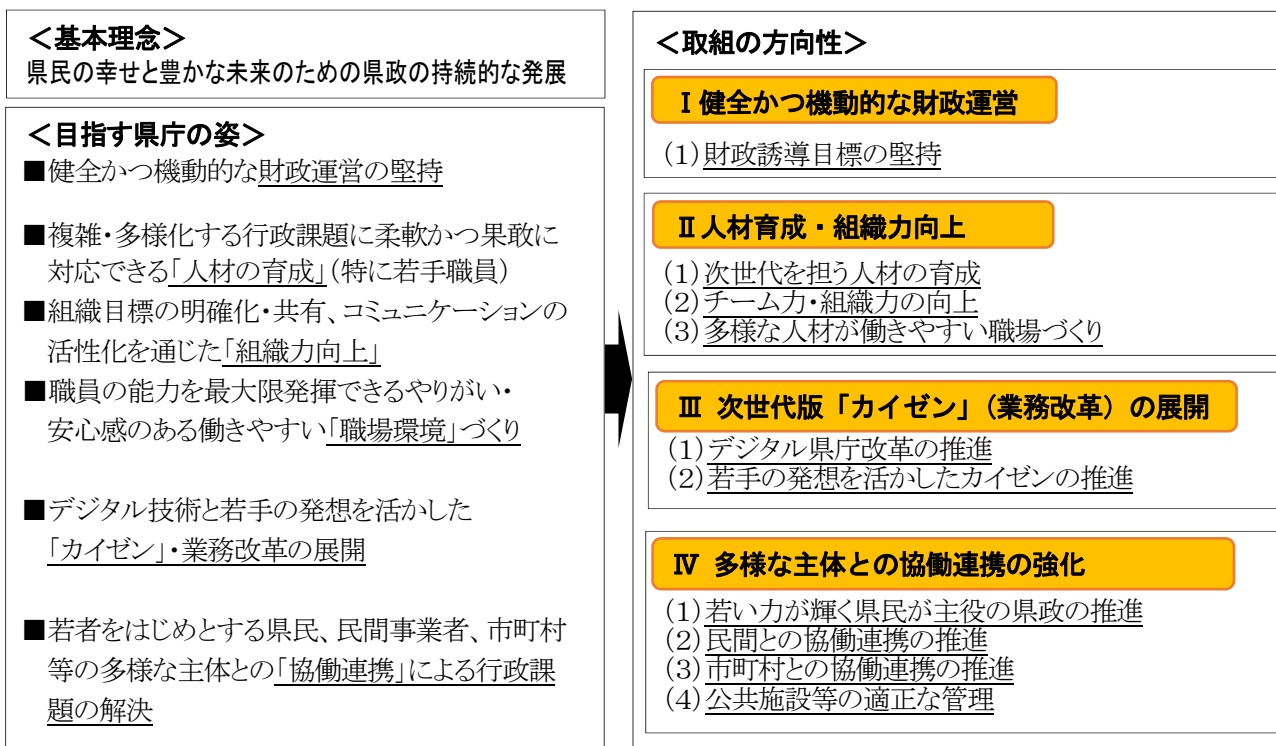 ＜基本理念＞
県民の幸せと豊かな未来のための県政の持続的な発展
＜目指す県庁の姿＞
■健全かつ機動的な財政運営の堅持
■複雑・多様化する行政課題に柔軟かつ果敢に
対応できる「人材の育成」（特に若手職員）
■組織目標の明確化・共有、コミュニケーションの
活性化を通じた「組織力向上」
■職員の能力を最大限発揮できるやりがい・
安心感のある働きやすい「職場環境」づくり
■デジタル技術と若手の発想を活かした
「カイゼン」・業務改革の展開
■若者をはじめとする県民、民間事業者、市町村
等の多様な主体との「協働連携」による行政課
題の解決
＜取組の方向性＞
Ⅰ健全かつ機動的な財政運営
（１）財政誘導目標の堅持
Ⅱ人材育成・組織力向上
（１）次世代を担う人材の育成
（２）チーム力・組織力の向上
（３）多様な人材が働きやすい職場づくり
Ⅲ 次世代版「カイゼン」（業務改革）の展開
（１）デジタル県庁改革の推進
（２）若手の発想を活かしたカイゼンの推進
Ⅳ 多様な主体との協働連携の強化
（１）若い力が輝く県民が主役の県政の推進
（２）民間との協働連携の推進
（３）市町村との協働連携の推進
（４）公共施設等の適正な管理